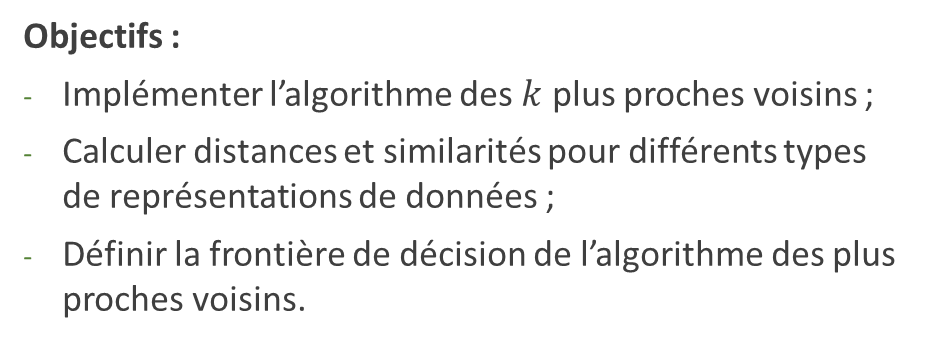 Objectifs :
- Implémenter l’algorithme des k plus proches voisins ;
- Calculer distances et similarités pour différents types
de représentations de données ;
- Définir la frontière de décision de l’algorithme des plus
proches voisins.